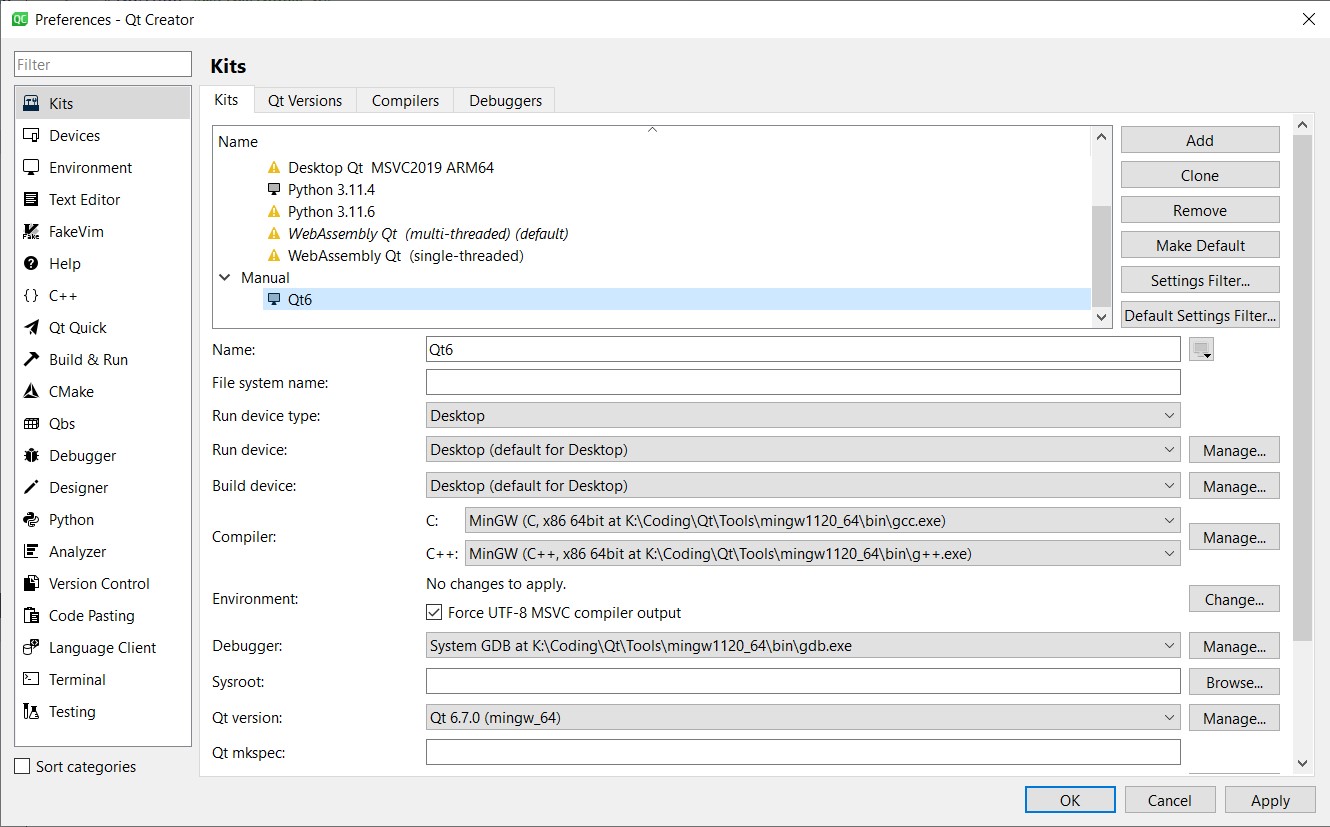 Preferences - Qt Creator
Filter
Kits
Devices
Environment
Text Editor
FakeVim
Help
C++
Qt Quick
Build & Run
CMake
Qbs
Debugger
Designer
Python
Analyzer
Version Control
Code Pasting
Language Client
Terminal
Testing
Sort categories
Kits
Kits Qt Versions Compilers Debuggers
Name
Desktop Qt MSVC2019 ARM64
Python 3.11.4
Python 3.11.6
WebAssembly Qt (multi-threaded) (default)
WebAssembly Qt (single-threaded)
Manual
Qt6
Add
Clone
Remove
Make Default
Settings Filter...
Default Settings Filter...
Name: Qt6
File system name:
Run device type: Desktop
Run device: Desktop (default for Desktop) Manage...
Build device: Desktop (default for Desktop) Manage...
Compiler:
C: MinGW (C, x86 64bit at K:\Coding\Qt\Tools\mingw1120_64\bin\gcc.exe)
C++: MinGW (C++, x86 64bit at K:\Coding\Qt\Tools\mingw1120_64\bin\g++.exe)
Manage...
Environment:
No changes to apply.
Force UTF-8 MSVC compiler output
Change...
Debugger: System GDB at K:\Coding\Qt\Tools\mingw1120_64\bin\gdb.exe Manage...
Sysroot: Browse...
Qt version: Qt 6.7.0 (mingw_64) Manage...
Qt mkspec:
OK Cancel Apply